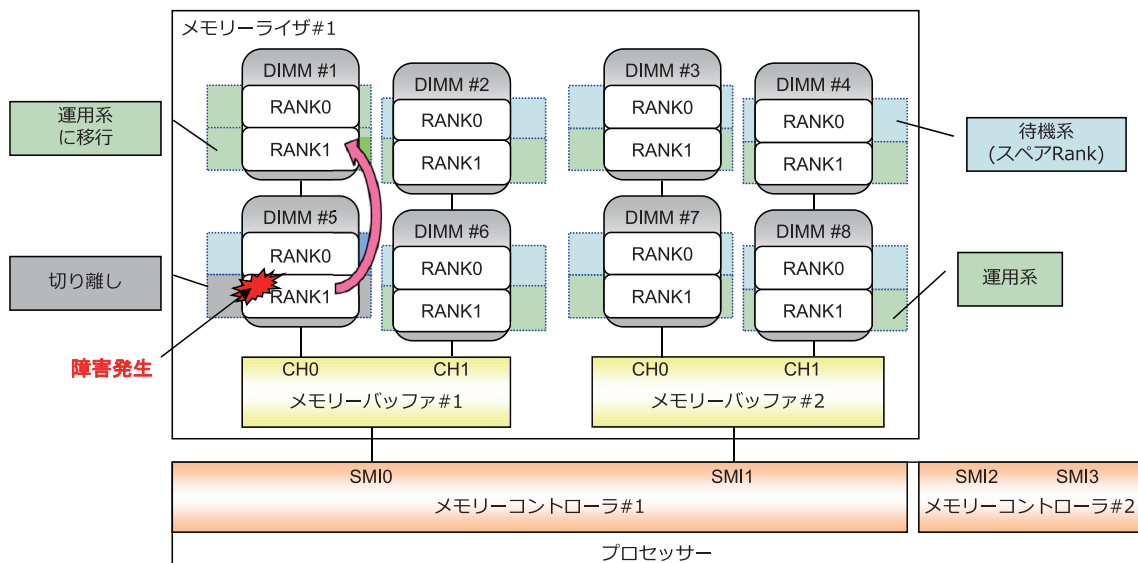 メモリーライザ#1
DIMM #1
RANK0
RANK1
DIMM #2
RANK0
RANK1
DIMM #3
RANK0
RANK1
DIMM #4
RANK0
RANK1
運用系
に移行
待機系
(スペアRank)
DIMM #5
RANK0
RANK1
DIMM #6
RANK0
RANK1
DIMM #7
RANK0
RANK1
DIMM #8
RANK0
RANK1
切り離し
運用系
障害発生
CH0
CH1
メモリーバッファ#1
CH0
CH1
メモリーバッファ#2
SMI0
SMI1
メモリーコントローラ#1
SMI2
SMI3
メモリーコントローラ#2
プロセッサー